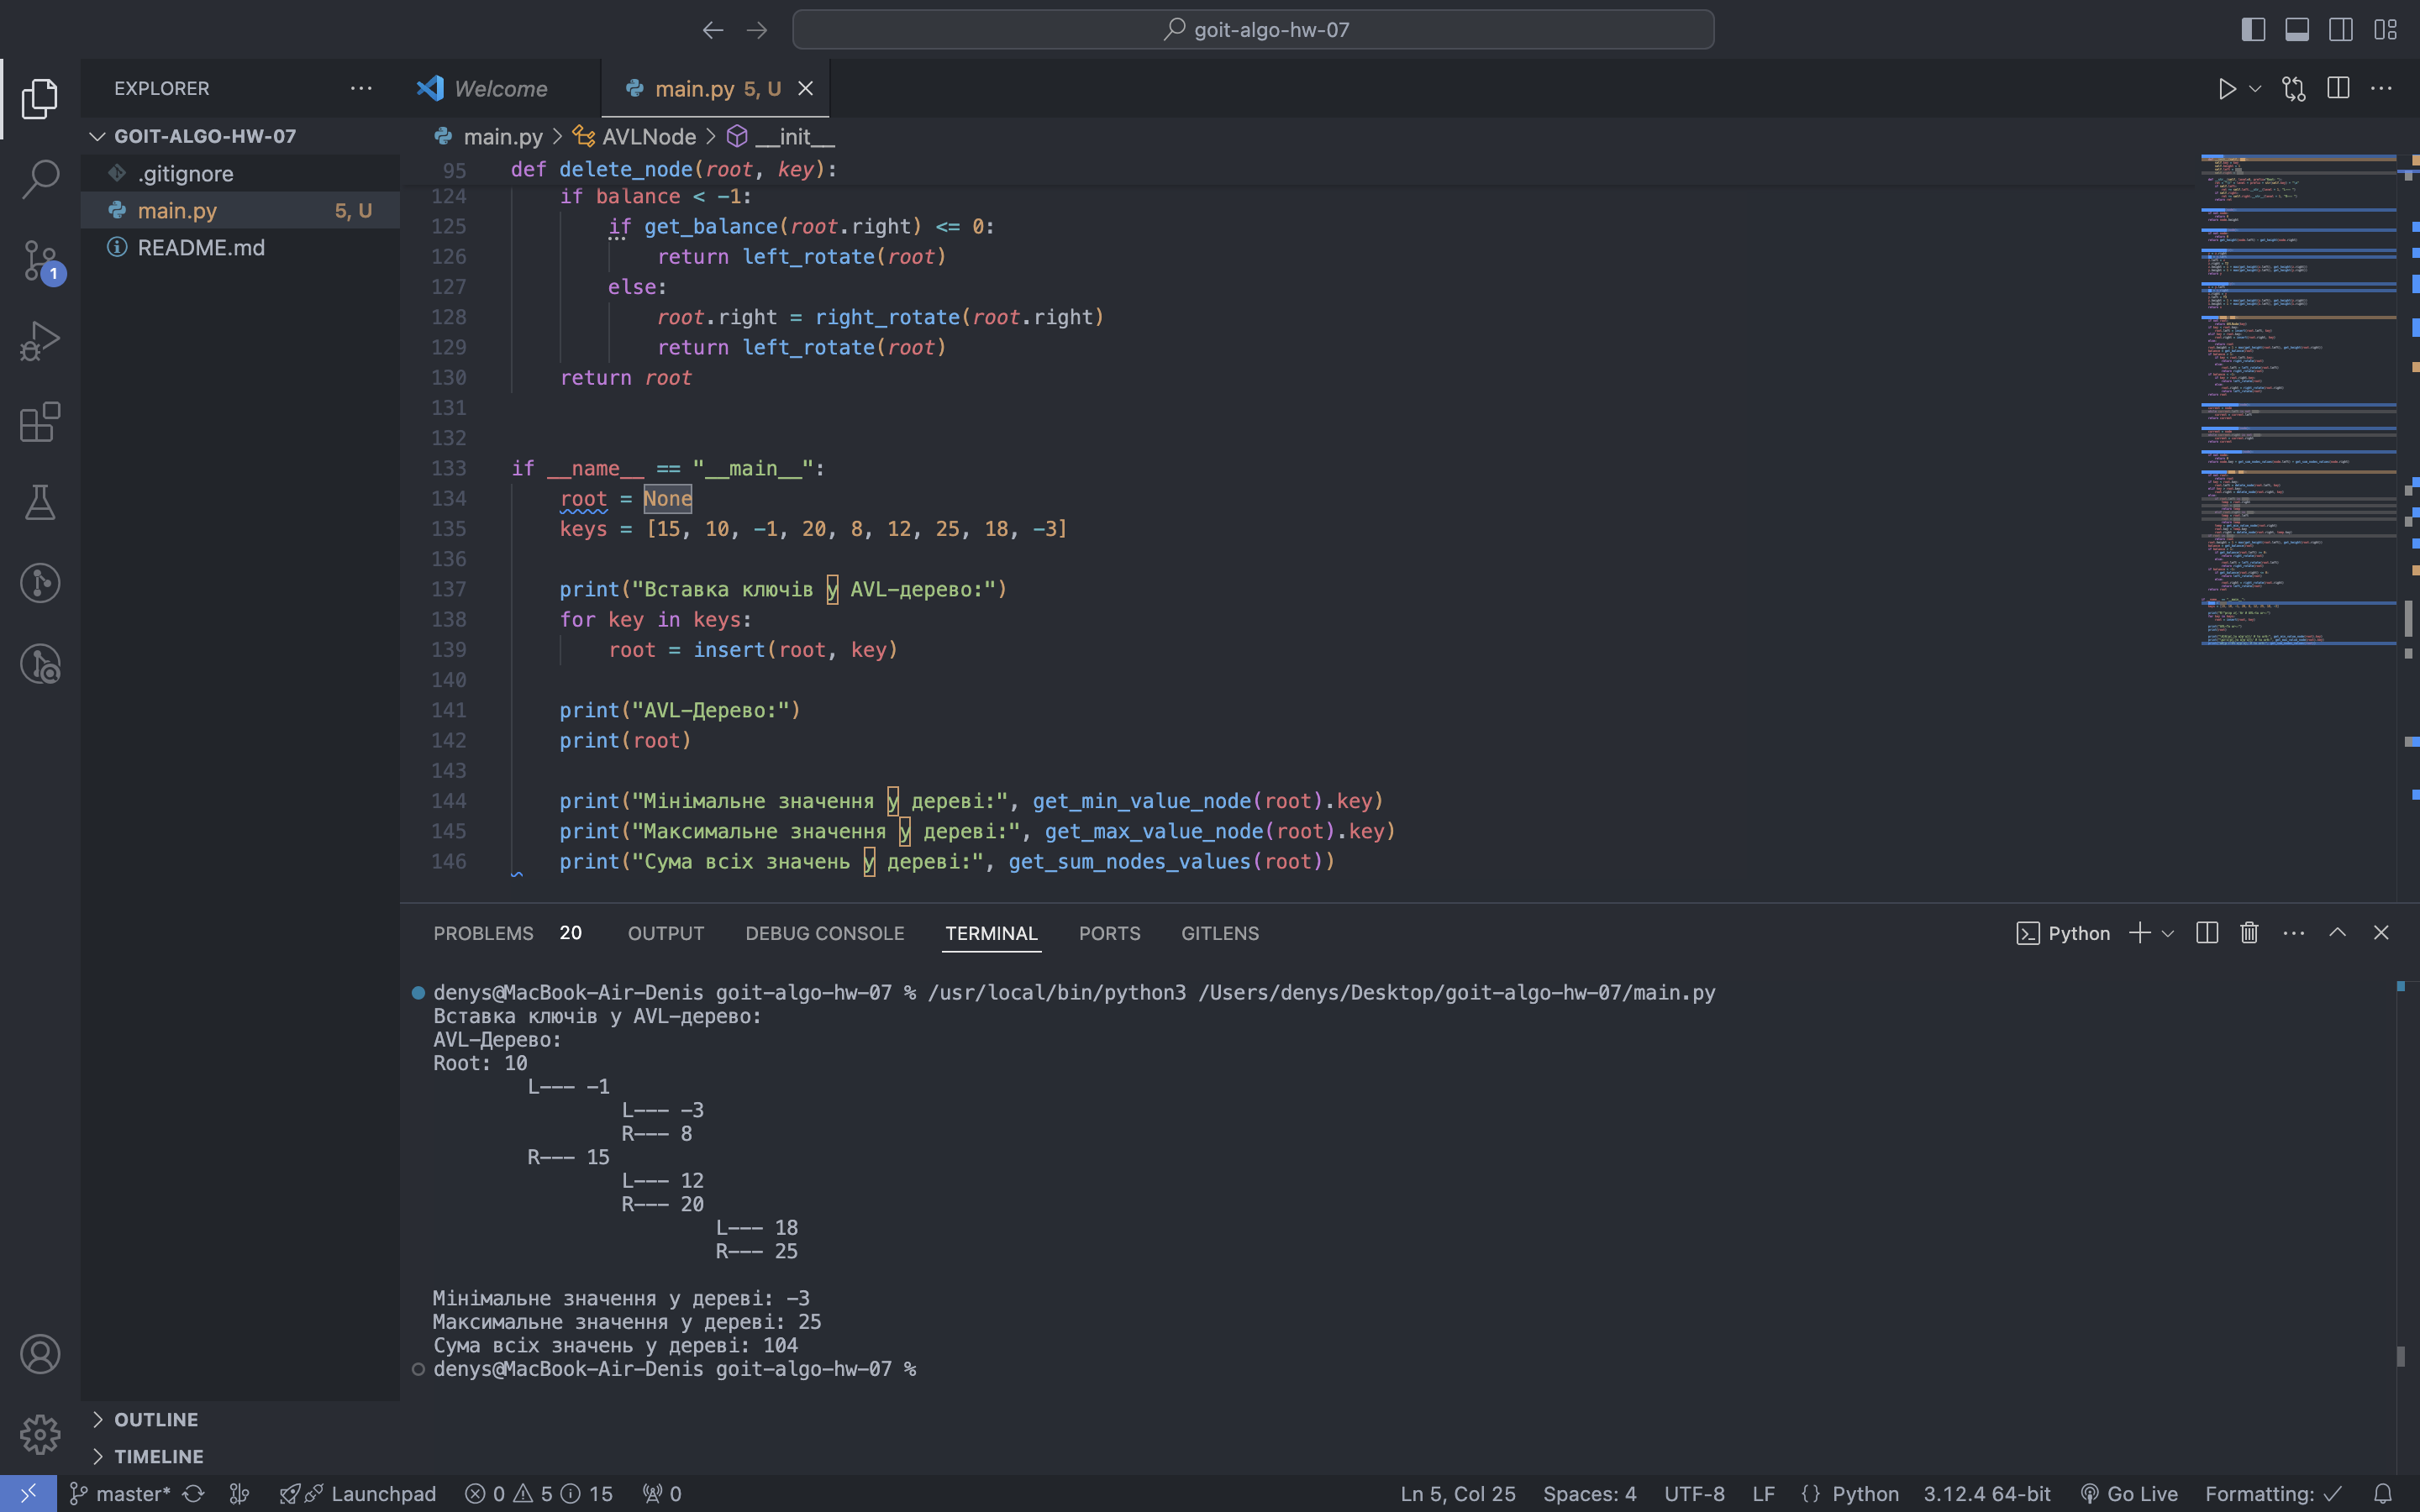 goit-algo-hw-07
EXPLORER
Welcome
main.py 5, U
GOIT-ALGO-HW-07
.gitignore
main.py 5, U
README.md
1
OUTLINE
TIMELINE
main.py > AVLNode > __init__
95 def delete_node(root, key):
124 if balance < -1:
125 if get_balance(root.right) <= 0:
126 return left_rotate(root)
127 else:
128 root.right = right_rotate(root.right)
129 return left_rotate(root)
130 return root
131
132
133 if __name__ == "__main__":
134 root = None
135 keys = [15, 10, -1, 20, 8, 12, 25, 18, -3]
136
137 print("Вставка ключів у AVL-дерево:")
138 for key in keys:
139 root = insert(root, key)
140
141 print("AVL-Дерево:")
142 print(root)
143
144 print("Мінімальне значення у дереві:", get_min_value_node(root).key)
145 print("Максимальне значення у дереві:", get_max_value_node(root).key)
146 print("Сума всіх значень у дереві:", get_sum_nodes_values(root))
PROBLEMS 20 OUTPUT DEBUG CONSOLE TERMINAL PORTS GITLENS
Python
denys@MacBook-Air-Denis goit-algo-hw-07 % /usr/local/bin/python3 /Users/denys/Desktop/goit-algo-hw-07/main.py
Вставка ключів у AVL-дерево:
AVL-Дерево:
Root: 10
L--- -1
L--- -3
R--- 8
R--- 15
L--- 12
R--- 20
L--- 18
R--- 25
Мінімальне значення у дереві: -3
Максимальне значення у дереві: 25
Сума всіх значень у дереві: 104
denys@MacBook-Air-Denis goit-algo-hw-07 %
master* Launchpad 0 5 15 0 Ln 5, Col 25 Spaces: 4 UTF-8 LF {} Python 3.12.4 64-bit Go Live Formatting: ✓